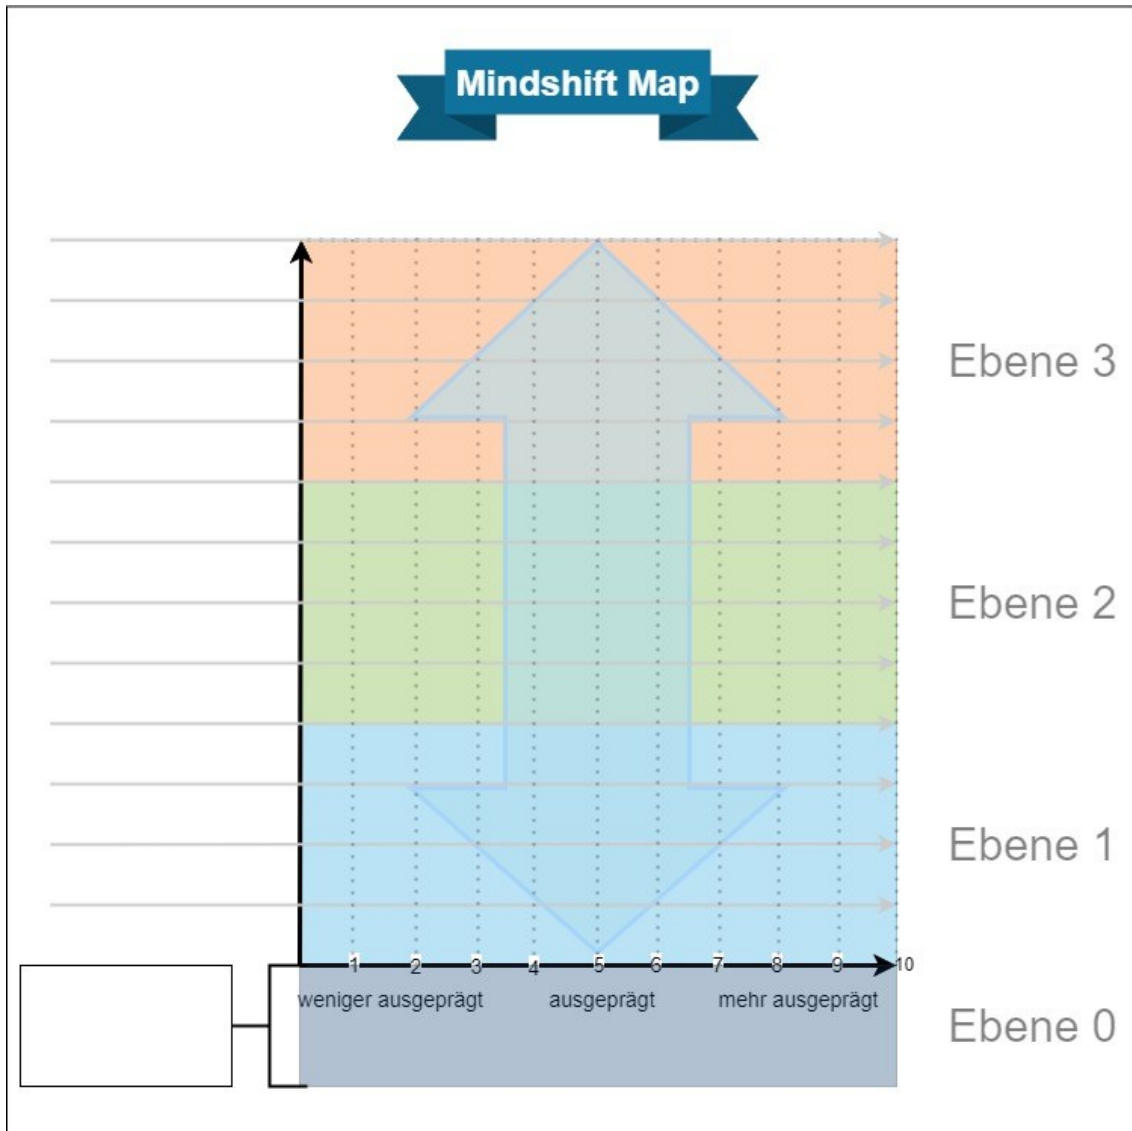 Mindshift Map
Ebene 3
Ebene 2
Ebene 1
1 2 3 4 5 6 7 8 9 10
weniger ausgeprägt ausgeprägt mehr ausgeprägt
Ebene 0